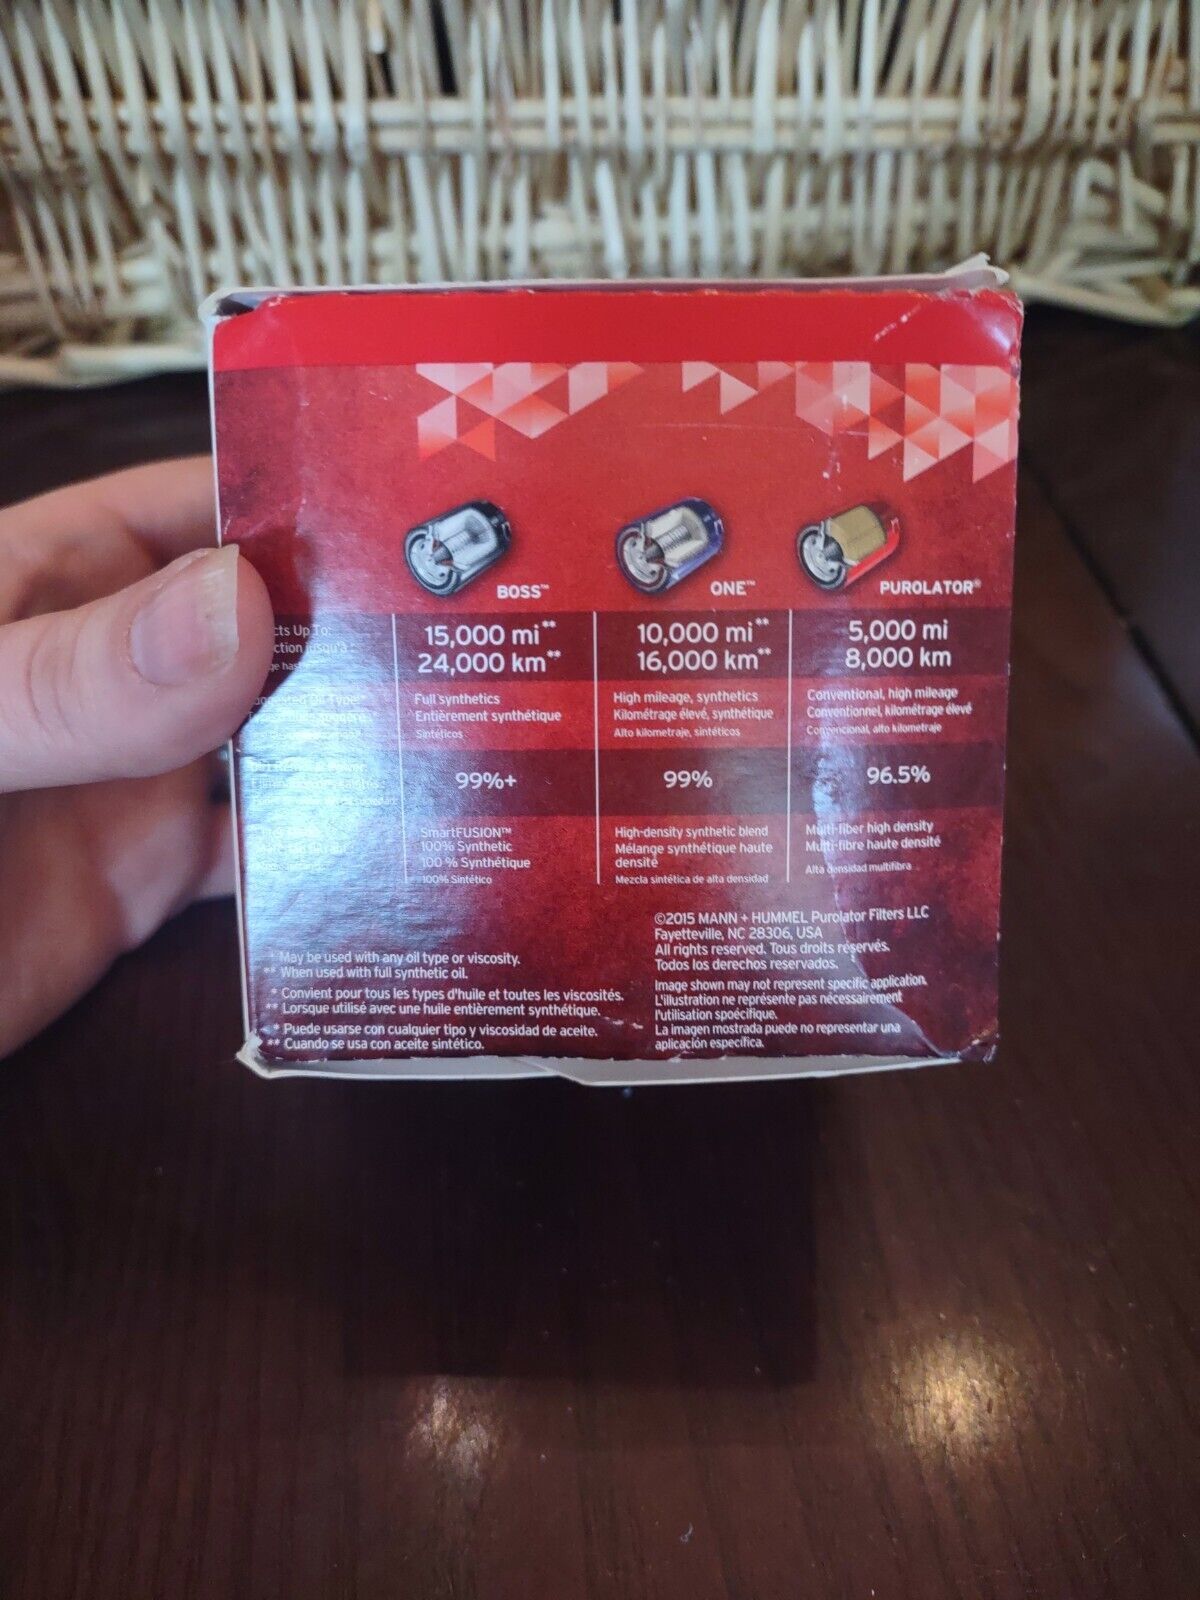 BOSS™
ONE™
PUROLATOR®
cts Up To:
ction jusqu'à :
ge hast
15,000 mi**
24,000 km**
10,000 mi**
16,000 km**
5,000 mi
8,000 km
Full synthetics
Entièrement synthétique
Sintéticos
High mileage, synthetics
Kilométrage élevé, synthétique
Alto kilometraje, sintéticos
Conventional, high mileage
Conventionnel, kilométrage élevé
Convencional, alto kilometraje
99%+
99%
96.5%
SmartFUSION™
100% Synthetic
100 % Synthétique
100% Sintético
High-density synthetic blend
Mélange synthétique haute
densité
Mezcla sintética de alta densidad
Multi-fiber high density
Multi-fibre haute densité
Alta densidad multifibra
* May be used with any oil type or viscosity.
** When used with full synthetic oil.
* Convient pour tous les types d'huile et toutes les viscosités.
** Lorsque utilisé avec une huile entièrement synthétique.
* Puede usarse con cualquier tipo y viscosidad de aceite.
** Cuando se usa con aceite sintético.
©2015 MANN + HUMMEL Purolator Filters LLC
Fayetteville, NC 28306, USA
All rights reserved. Tous droits réservés.
Todos los derechos reservados.
Image shown may not represent specific application.
L'illustration ne représente pas nécessairement
l'utilisation spoécifique.
La imagen mostrada puede no representar una
aplicación específica.